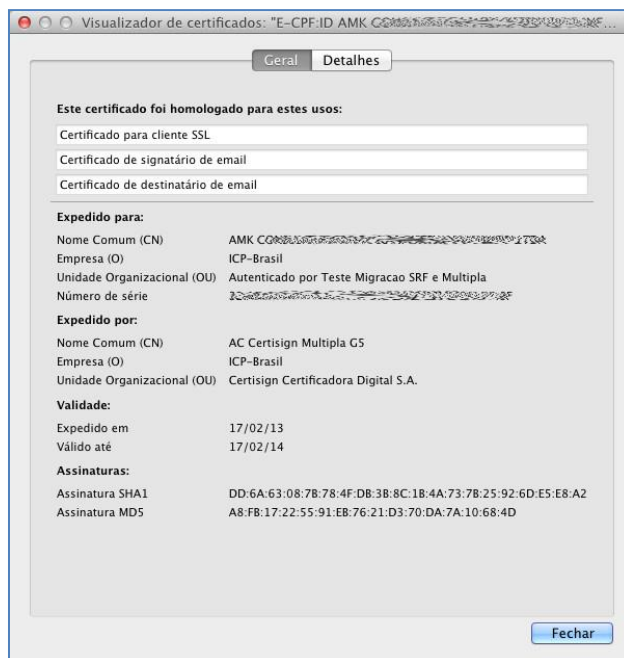 Visualizador de certificados: "E-CPF:ID AMK ...
Geral Detalhes
Este certificado foi homologado para estes usos:
Certificado para cliente SSL
Certificado de signatário de email
Certificado de destinatário de email
Expedido para:
Nome Comum (CN) AMK
Empresa (O) ICP-Brasil
Unidade Organizacional (OU) Autenticado por Teste Migracao SRF e Multipla
Número de série
Expedido por:
Nome Comum (CN) AC Certisign Multipla G5
Empresa (O) ICP-Brasil
Unidade Organizacional (OU) Certisign Certificadora Digital S.A.
Validade:
Expedido em 17/02/13
Válido até 17/02/14
Assinaturas:
Assinatura SHA1 DD:6A:63:08:7B:78:4F:DB:3B:8C:1B:4A:73:7B:25:92:6D:E5:E8:A2
Assinatura MD5 A8:FB:17:22:55:91:EB:76:21:D3:70:DA:7A:10:68:4D
Fechar